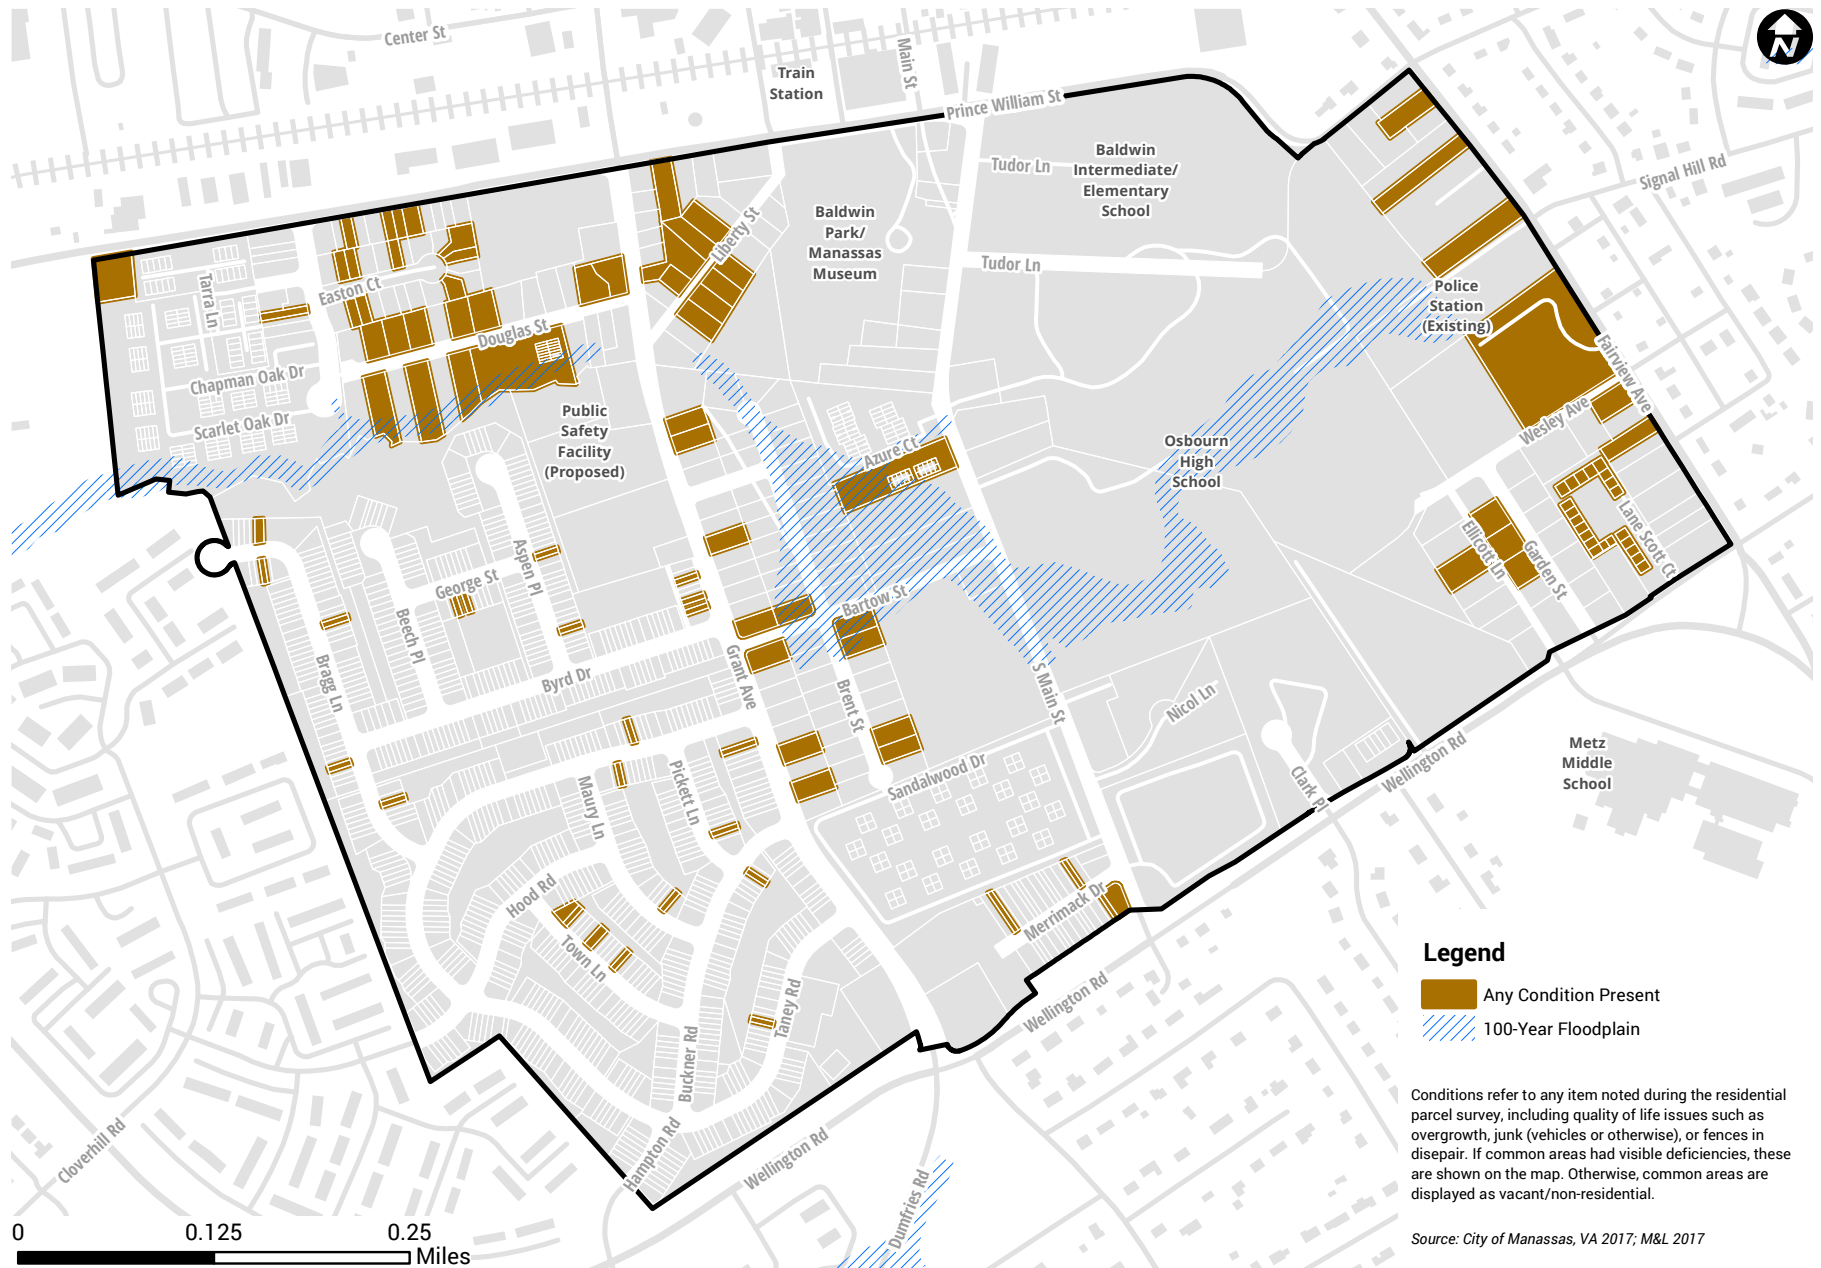 Center St
Train
Station
Main St
N
Prince William St
Tudor Ln
Baldwin
Intermediate/
Elementary
School
Signal Hill Rd
Baldwin
Park/
Manassas
Museum
Liberty St
Tudor Ln
Tarra Ln
Easton Ct
Police
Station
(Existing)
Douglas St
Fairview Ave
Chapman Oak Dr
Scarlet Oak Dr
Public
Safety
Facility
(Proposed)
Wesley Ave
Azure Ct
Osbourn
High
School
Ellicott Ln
Garden St
Lane Scott Ct
Aspen Pl
George St
Beech Pl
Bartow St
Bragg Ln
Byrd Dr
Grant Ave
Brent St
S Main St
Nicol Ln
Metz
Middle
School
Sandalwood Dr
Clark Pl
Wellington Rd
Maury Ln
Pickett Ln
Hood Rd
Town Ln
Merrimack Dr
Wellington Rd
Taney Rd
Buckner Rd
Hampton Rd
Wellington Rd
Dumfries Rd
Cloverhill Rd
Legend
Any Condition Present
100-Year Floodplain
Conditions refer to any item noted during the residential
parcel survey, including quality of life issues such as
overgrowth, junk (vehicles or otherwise), or fences in
disepair. If common areas had visible deficiencies, these
are shown on the map. Otherwise, common areas are
displayed as vacant/non-residential.
Source: City of Manassas, VA 2017; M&L 2017
0 0.125 0.25
Miles